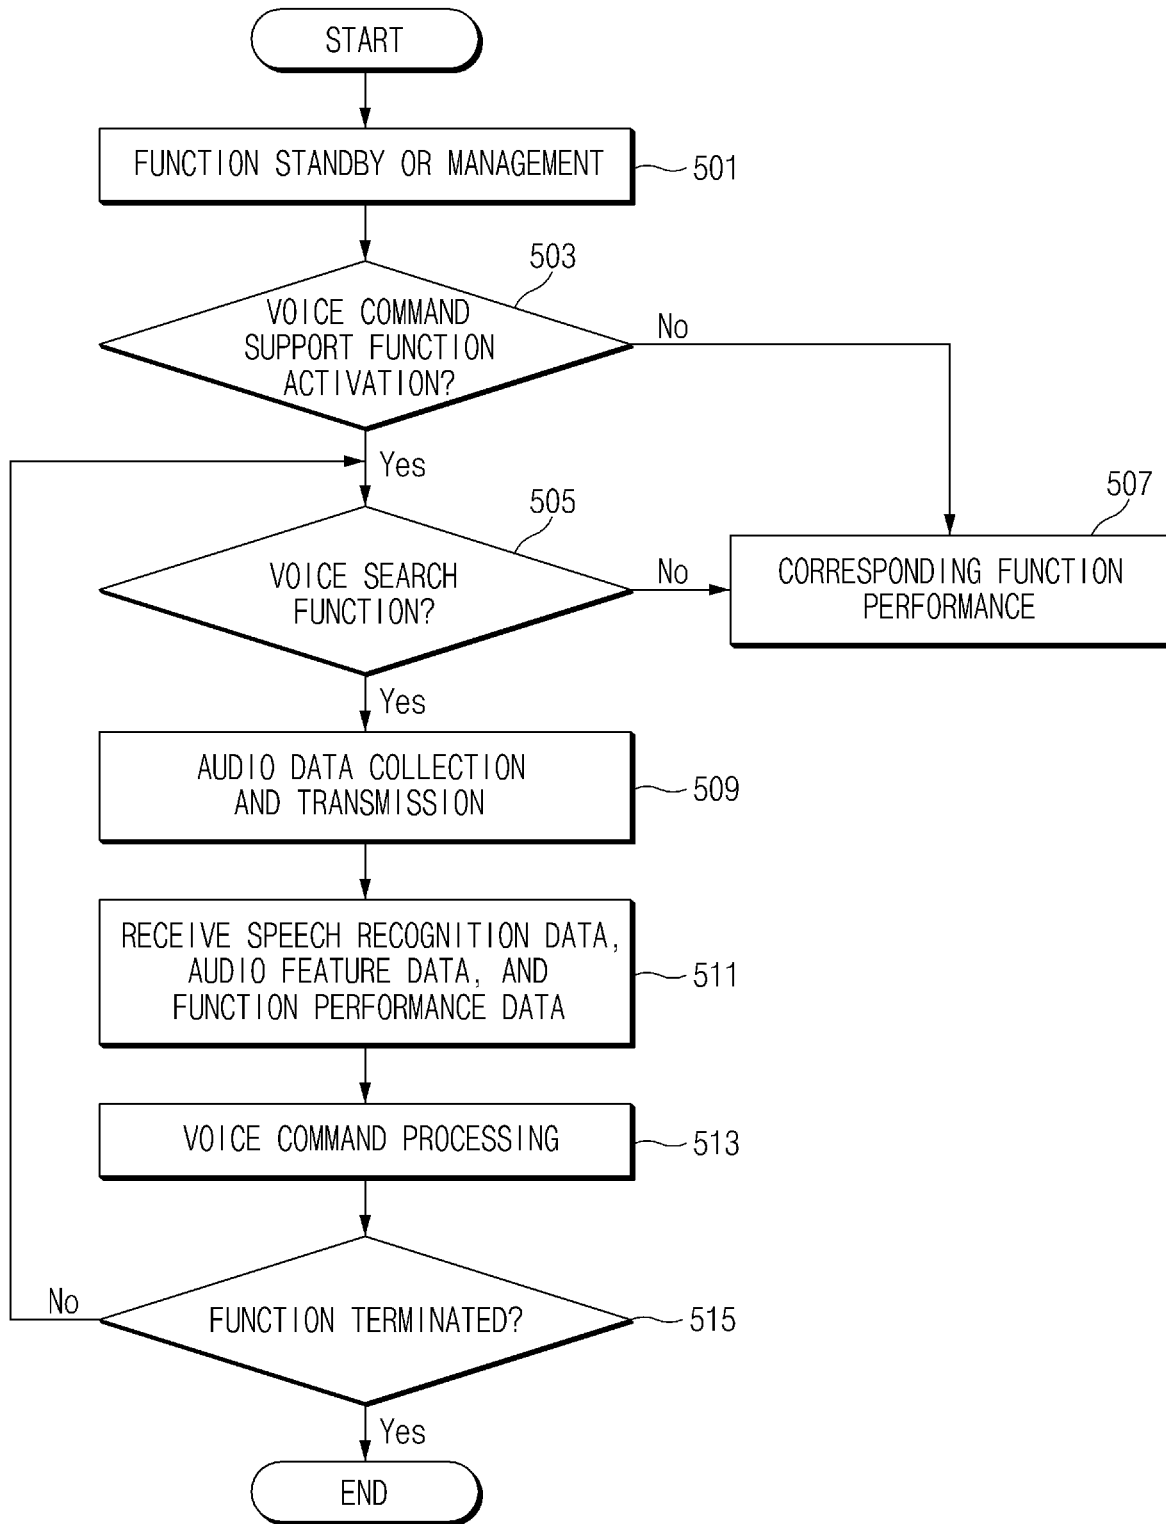 START
FUNCTION STANDBY OR MANAGEMENT
501
503
VOICE COMMAND
SUPPORT FUNCTION
ACTIVATION?
No
Yes
505
507
VOICE SEARCH
FUNCTION?
No
CORRESPONDING FUNCTION
PERFORMANCE
Yes
AUDIO DATA COLLECTION
AND TRANSMISSION
509
RECEIVE SPEECH RECOGNITION DATA,
AUDIO FEATURE DATA, AND
FUNCTION PERFORMANCE DATA
511
VOICE COMMAND PROCESSING
513
No
FUNCTION TERMINATED?
515
Yes
END